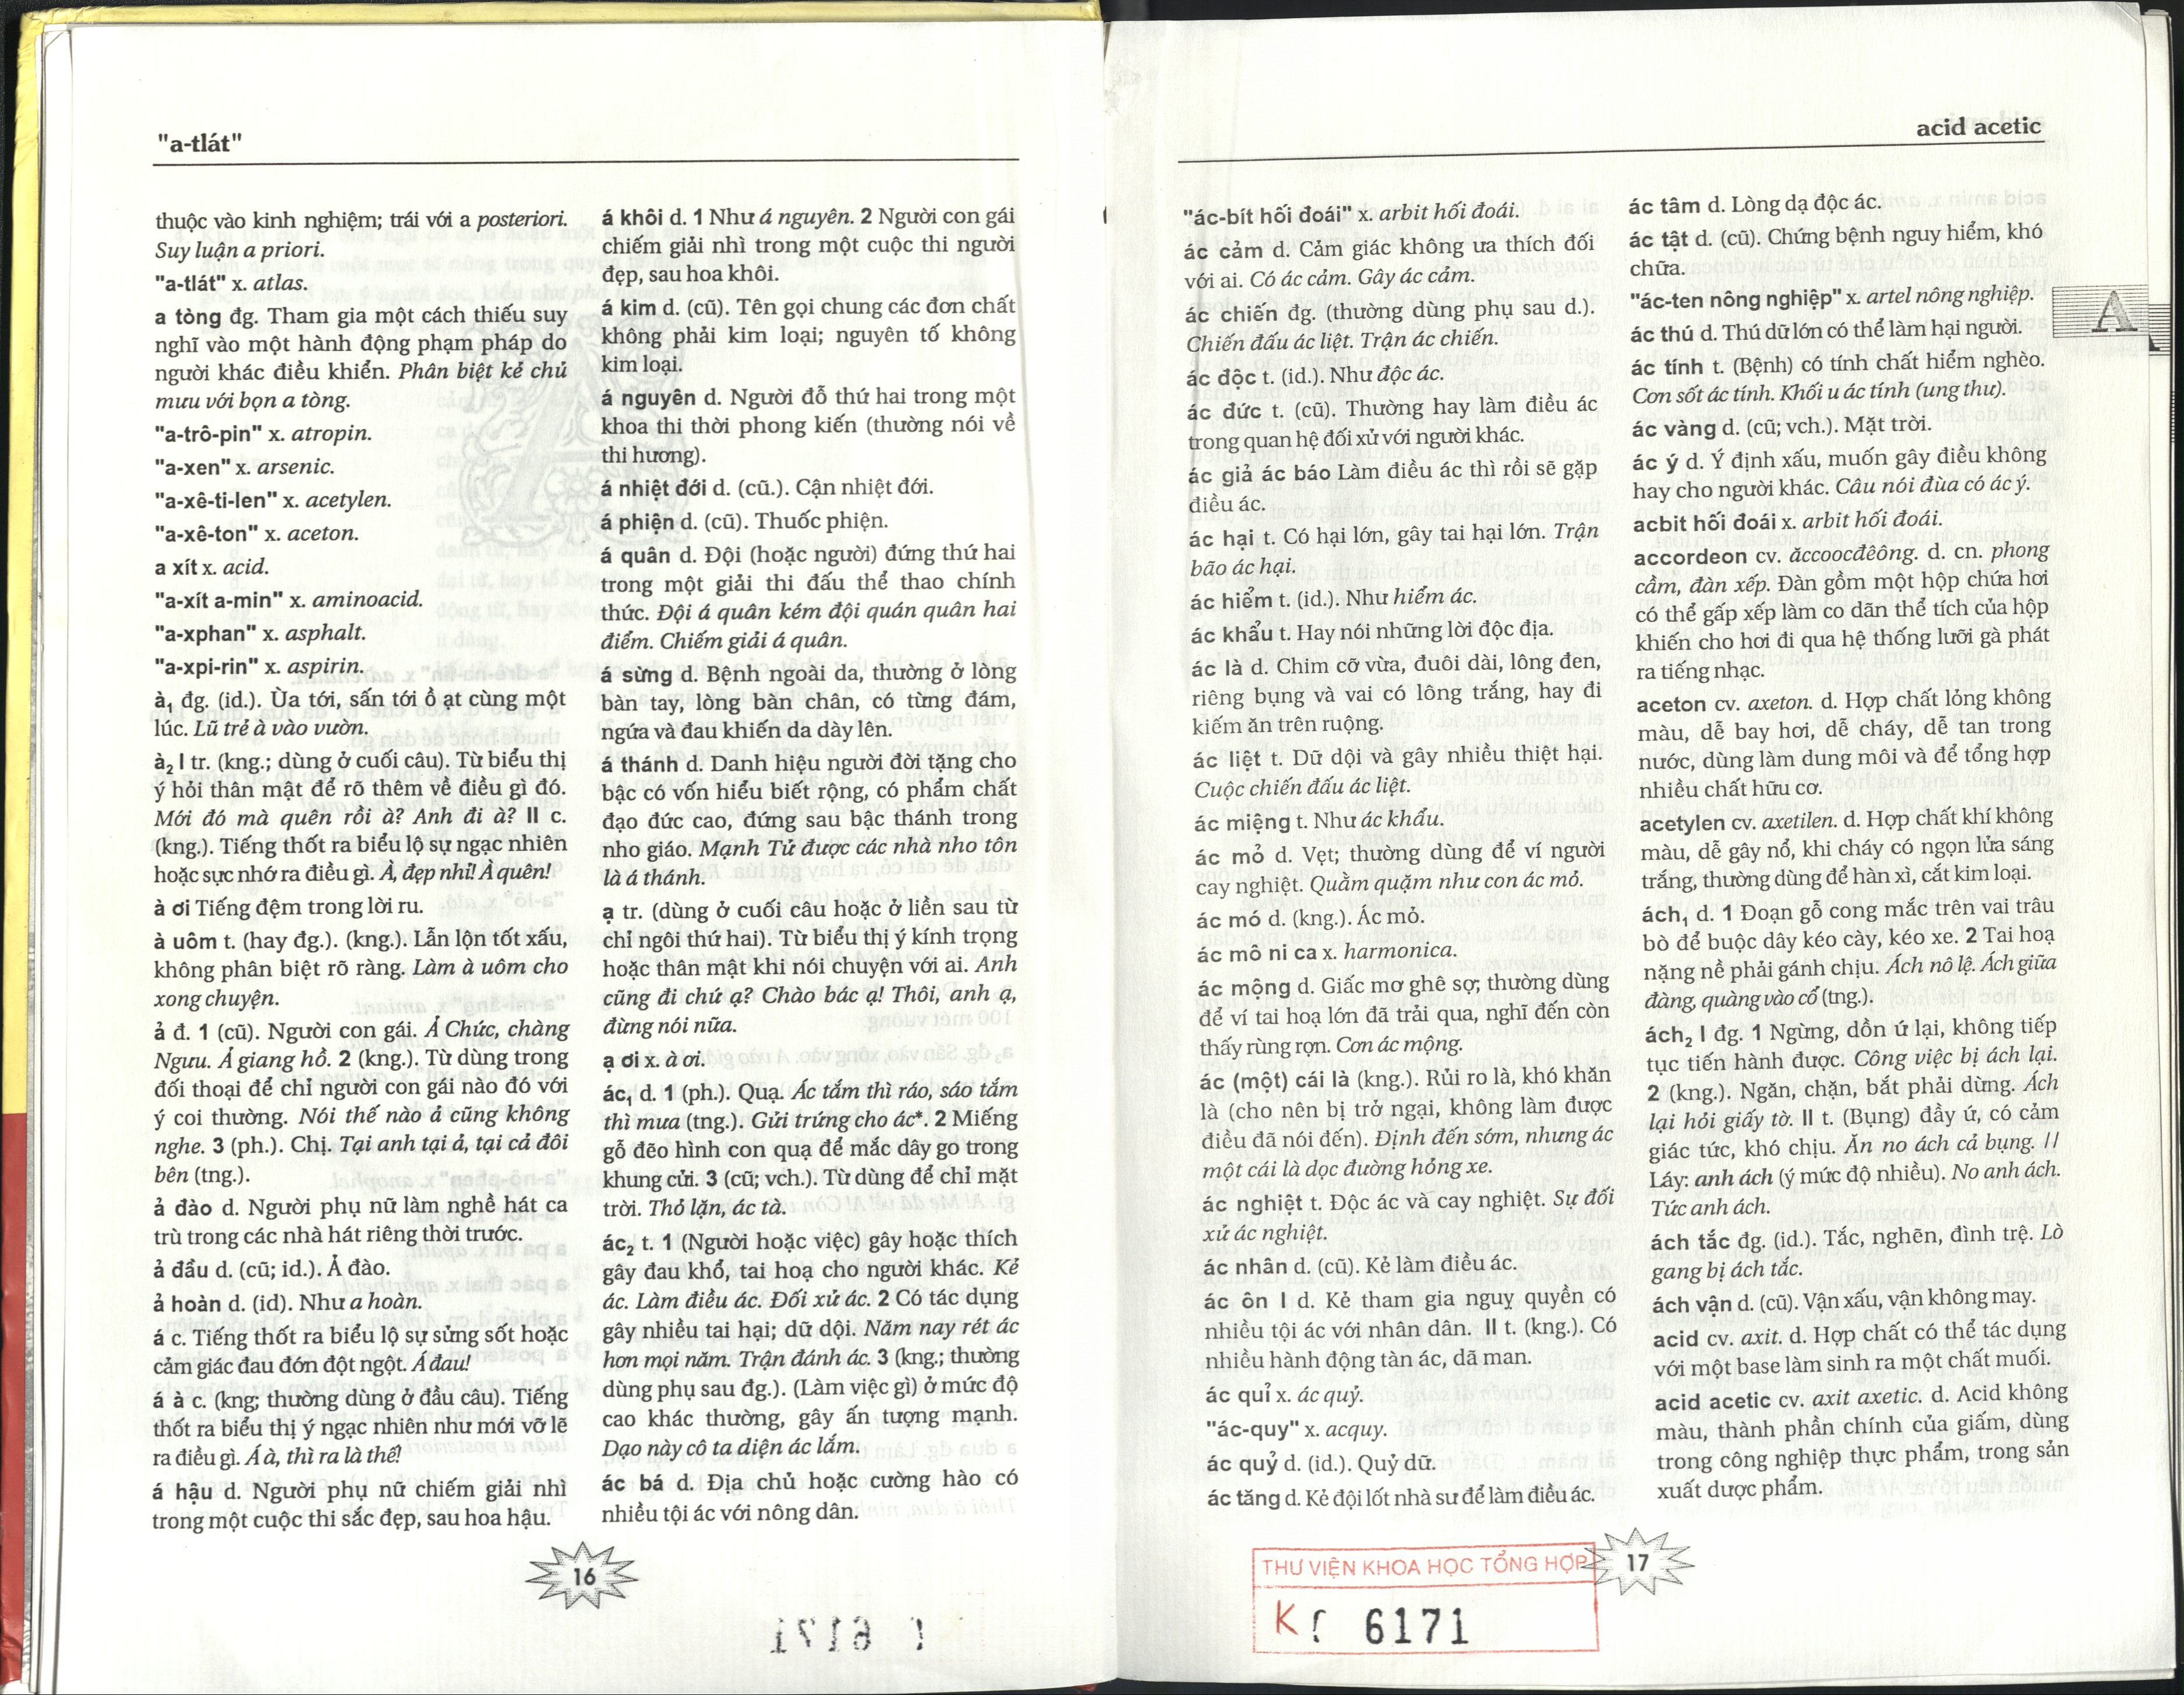 "a-tlát"
thuộc vào kinh nghiệm; trái với a posteriori.
Suy luận a priori.
"a-tlát" x. atlas.
a tòng đg. Tham gia một cách thiếu suy
nghĩ vào một hành động phạm pháp do
người khác điều khiển. Phân biệt kẻ chủ
mưu với bọn a tòng.
"a-trô-pin" x. atropin.
"a-xen" x. arsenic.
"a-xê-ti-len" x. acetylen.
"a-xê-ton" x. aceton.
a xít x. acid.
"a-xít a-min" x. aminoacid.
"a-xphan" x. asphalt.
"a-xpi-rin" x. aspirin.
à₁ đg. (id.). Ùa tới, sấn tới ồ ạt cùng một
lúc. Lũ trẻ à vào vườn.
à₂ I tr. (kng.; dùng ở cuối câu). Từ biểu thị
ý hỏi thân mật để rõ thêm về điều gì đó.
Mới đó mà quên rồi à? Anh đi à? II c.
(kng.). Tiếng thốt ra biểu lộ sự ngạc nhiên
hoặc sực nhớ ra điều gì. À, đẹp nhỉ! À quên!
à ơi Tiếng đệm trong lời ru.
à uôm t. (hay đg.). (kng.). Lẫn lộn tốt xấu,
không phân biệt rõ ràng. Làm à uôm cho
xong chuyện.
ả đ. 1 (cũ). Người con gái. Ả Chức, chàng
Ngưu. Ả giang hồ. 2 (kng.). Từ dùng trong
đối thoại để chỉ người con gái nào đó với
ý coi thường. Nói thế nào ả cũng không
nghe. 3 (ph.). Chị. Tại anh tại ả, tại cả đôi
bên (tng.).
ả đào d. Người phụ nữ làm nghề hát ca
trù trong các nhà hát riêng thời trước.
ả đầu d. (cũ; id.). Ả đào.
ả hoàn d. (id). Như a hoàn.
á c. Tiếng thốt ra biểu lộ sự sửng sốt hoặc
cảm giác đau đớn đột ngột. Á đau!
á à c. (kng; thường dùng ở đầu câu). Tiếng
thốt ra biểu thị ý ngạc nhiên như mới vỡ lẽ
ra điều gì. Á à, thì ra là thế!
á hậu d. Người phụ nữ chiếm giải nhì
trong một cuộc thi sắc đẹp, sau hoa hậu.
á khôi d. 1 Như á nguyên. 2 Người con gái
chiếm giải nhì trong một cuộc thi người
đẹp, sau hoa khôi.
á kim d. (cũ). Tên gọi chung các đơn chất
không phải kim loại; nguyên tố không
kim loại.
á nguyên d. Người đỗ thứ hai trong một
khoa thi thời phong kiến (thường nói về
thi hương).
á nhiệt đới d. (cũ.). Cận nhiệt đới.
á phiện d. (cũ). Thuốc phiện.
á quân d. Đội (hoặc người) đứng thứ hai
trong một giải thi đấu thể thao chính
thức. Đội á quân kém đội quán quân hai
điểm. Chiếm giải á quân.
á sừng d. Bệnh ngoài da, thường ở lòng
bàn tay, lòng bàn chân, có từng đám,
ngứa và đau khiến da dày lên.
á thánh d. Danh hiệu người đời tặng cho
bậc có vốn hiểu biết rộng, có phẩm chất
đạo đức cao, đứng sau bậc thánh trong
nho giáo. Mạnh Tử được các nhà nho tôn
là á thánh.
ạ tr. (dùng ở cuối câu hoặc ở liền sau từ
chỉ ngôi thứ hai). Từ biểu thị ý kính trọng
hoặc thân mật khi nói chuyện với ai. Anh
cũng đi chứ ạ? Chào bác ạ! Thôi, anh ạ,
đừng nói nữa.
ạ ơi x. à ơi.
ác₁ d. 1 (ph.). Quạ. Ác tắm thì ráo, sáo tắm
thì mưa (tng.). Gửi trứng cho ác*. 2 Miếng
gỗ đẽo hình con quạ để mắc dây go trong
khung cửi. 3 (cũ; vch.). Từ dùng để chỉ mặt
trời. Thỏ lặn, ác tà.
ác₂ t. 1 (Người hoặc việc) gây hoặc thích
gây đau khổ, tai hoạ cho người khác. Kẻ
ác. Làm điều ác. Đối xử ác. 2 Có tác dụng
gây nhiều tai hại; dữ dội. Năm nay rét ác
hơn mọi năm. Trận đánh ác. 3 (kng.; thường
dùng phụ sau đg.). (Làm việc gì) ở mức độ
cao khác thường, gây ấn tượng mạnh.
Dạo này cô ta diện ác lắm.
ác bá d. Địa chủ hoặc cường hào có
nhiều tội ác với nông dân.
16
acid acetic
"ác-bít hối đoái" x. arbit hối đoái.
ác cảm d. Cảm giác không ưa thích đối
với ai. Có ác cảm. Gây ác cảm.
ác chiến đg. (thường dùng phụ sau d.).
Chiến đấu ác liệt. Trận ác chiến.
ác độc t. (id.). Như độc ác.
ác đức t. (cũ). Thường hay làm điều ác
trong quan hệ đối xử với người khác.
ác giả ác báo Làm điều ác thì rồi sẽ gặp
điều ác.
ác hại t. Có hại lớn, gây tai hại lớn. Trận
bão ác hại.
ác hiểm t. (id.). Như hiểm ác.
ác khẩu t. Hay nói những lời độc địa.
ác là d. Chim cỡ vừa, đuôi dài, lông đen,
riêng bụng và vai có lông trắng, hay đi
kiếm ăn trên ruộng.
ác liệt t. Dữ dội và gây nhiều thiệt hại.
Cuộc chiến đấu ác liệt.
ác miệng t. Như ác khẩu.
ác mỏ d. Vẹt; thường dùng để ví người
cay nghiệt. Quằm quặm như con ác mỏ.
ác mó d. (kng.). Ác mỏ.
ác mô ni ca x. harmonica.
ác mộng d. Giấc mơ ghê sợ; thường dùng
để ví tai hoạ lớn đã trải qua, nghĩ đến còn
thấy rùng rợn. Cơn ác mộng.
ác (một) cái là (kng.). Rủi ro là, khó khăn
là (cho nên bị trở ngại, không làm được
điều đã nói đến). Định đến sớm, nhưng ác
một cái là dọc đường hỏng xe.
ác nghiệt t. Độc ác và cay nghiệt. Sự đối
xử ác nghiệt.
ác nhân d. (cũ). Kẻ làm điều ác.
ác ôn I d. Kẻ tham gia nguỵ quyền có
nhiều tội ác với nhân dân. II t. (kng.). Có
nhiều hành động tàn ác, dã man.
ác quỉ x. ác quỷ.
"ác-quy" x. acquy.
ác quỷ d. (id.). Quỷ dữ.
ác tăng d. Kẻ đội lốt nhà sư để làm điều ác.
ác tâm d. Lòng dạ độc ác.
ác tật d. (cũ). Chứng bệnh nguy hiểm, khó
chữa.
"ác-ten nông nghiệp" x. artel nông nghiệp.
ác thú d. Thú dữ lớn có thể làm hại người.
ác tính t. (Bệnh) có tính chất hiểm nghèo.
Con sốt ác tính. Khối u ác tính (ung thu).
ác vàng d. (cũ; vch.). Mặt trời.
ác ý d. Ý định xấu, muốn gây điều không
hay cho người khác. Câu nói đùa có ác ý.
acbit hối đoái x. arbit hối đoái.
accordeon cv. ăccoocđêông. d. cn. phong
cầm, đàn xếp. Đàn gồm một hộp chứa hơi
có thể gấp xếp làm co dãn thể tích của hộp
khiến cho hơi đi qua hệ thống lưỡi gà phát
ra tiếng nhạc.
aceton cv. axeton. d. Hợp chất lỏng không
màu, dễ bay hơi, dễ cháy, dễ tan trong
nước, dùng làm dung môi và để tổng hợp
nhiều chất hữu cơ.
acetylen cv. axetilen. d. Hợp chất khí không
màu, dễ gây nổ, khi cháy có ngọn lửa sáng
trắng, thường dùng để hàn xì, cắt kim loại.
ách₁ d. 1 Đoạn gỗ cong mắc trên vai trâu
bò để buộc dây kéo cày, kéo xe. 2 Tai hoạ
nặng nề phải gánh chịu. Ách nô lệ. Ách giữa
đàng, quàng vào cổ (tng.).
ách₂ I đg. 1 Ngừng, dồn ứ lại, không tiếp
tục tiến hành được. Công việc bị ách lại.
2 (kng.). Ngăn, chặn, bắt phải dừng. Ách
lại hỏi giấy tờ. II t. (Bụng) đầy ứ, có cảm
giác tức, khó chịu. Ăn no ách cả bụng. //
Láy: anh ách (ý mức độ nhiều). No anh ách.
Tức anh ách.
ách tắc đg. (id.). Tắc, nghẽn, đình trệ. Lò
gang bị ách tắc.
ách vận d. (cũ). Vận xấu, vận không may.
acid cv. axit. d. Hợp chất có thể tác dụng
với một base làm sinh ra một chất muối.
acid acetic cv. axit axetic. d. Acid không
màu, thành phần chính của giấm, dùng
trong công nghiệp thực phẩm, trong sản
xuất dược phẩm.
A
17
THƯ VIỆN KHOA HỌC TỔNG HỢP
K 6171